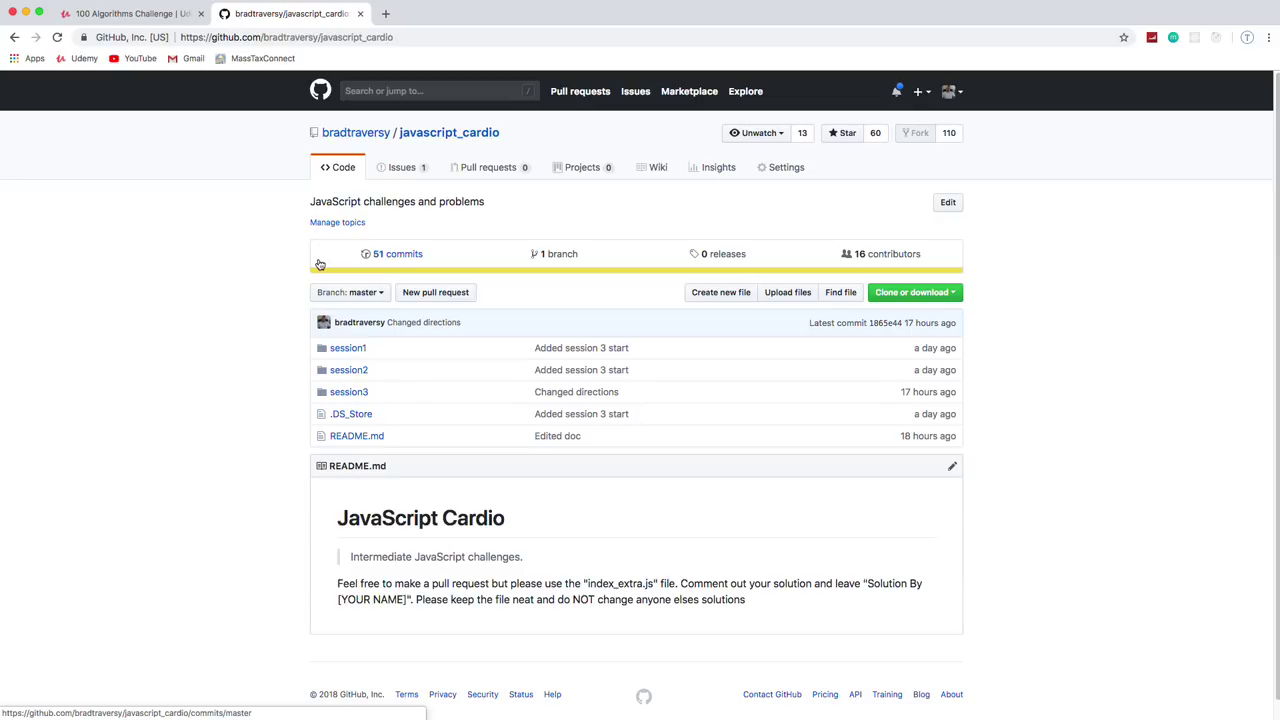 100 Algorithms Challenge | Ude
bradtraversy/javascript_cardio
GitHub, Inc. [US] https://github.com/bradtraversy/javascript_cardio
Apps Udemy YouTube Gmail MassTaxConnect
Search or jump to... / Pull requests Issues Marketplace Explore
bradtraversy / javascript_cardio Unwatch 13 Star 60 Fork 110
Code Issues 1 Pull requests 0 Projects 0 Wiki Insights Settings
JavaScript challenges and problems Edit
Manage topics
51 commits 1 branch 0 releases 16 contributors
Branch: master New pull request Create new file Upload files Find file Clone or download
bradtraversy Changed directions Latest commit 1865e44 17 hours ago
session1 Added session 3 start a day ago
session2 Added session 3 start a day ago
session3 Changed directions 17 hours ago
.DS_Store Added session 3 start a day ago
README.md Edited doc 18 hours ago
README.md
JavaScript Cardio
Intermediate JavaScript challenges.
Feel free to make a pull request but please use the "index_extra.js" file. Comment out your solution and leave "Solution By
[YOUR NAME]". Please keep the file neat and do NOT change anyone elses solutions
© 2018 GitHub, Inc. Terms Privacy Security Status Help Contact GitHub Pricing API Training Blog About
https://github.com/bradtraversy/javascript_cardio/commits/master